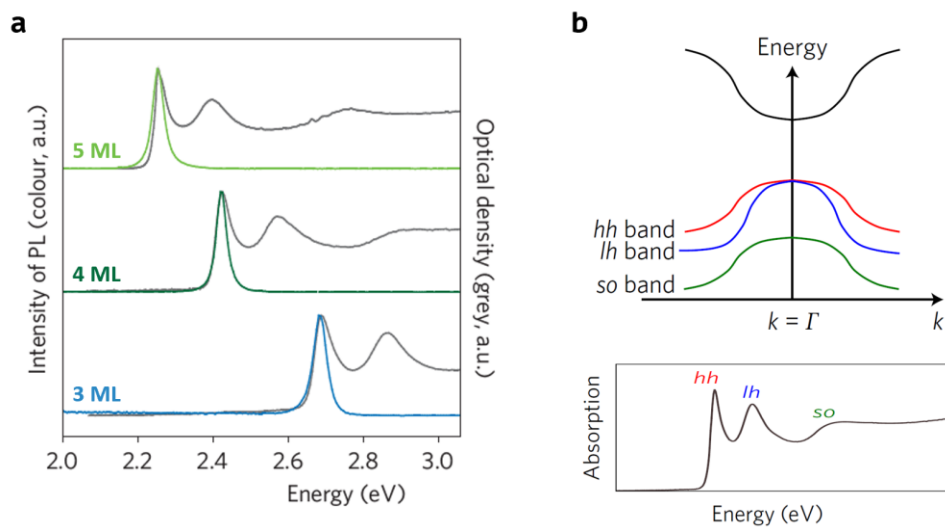 a
Intensity of PL (colour, a.u.)
5 ML
4 ML
3 ML
Optical density (grey, a.u.)
2.0 2.2 2.4 2.6 2.8 3.0
Energy (eV)
b
Energy
hh band
lh band
so band
k = Γ
k
Absorption
hh
lh
so
Energy (eV)